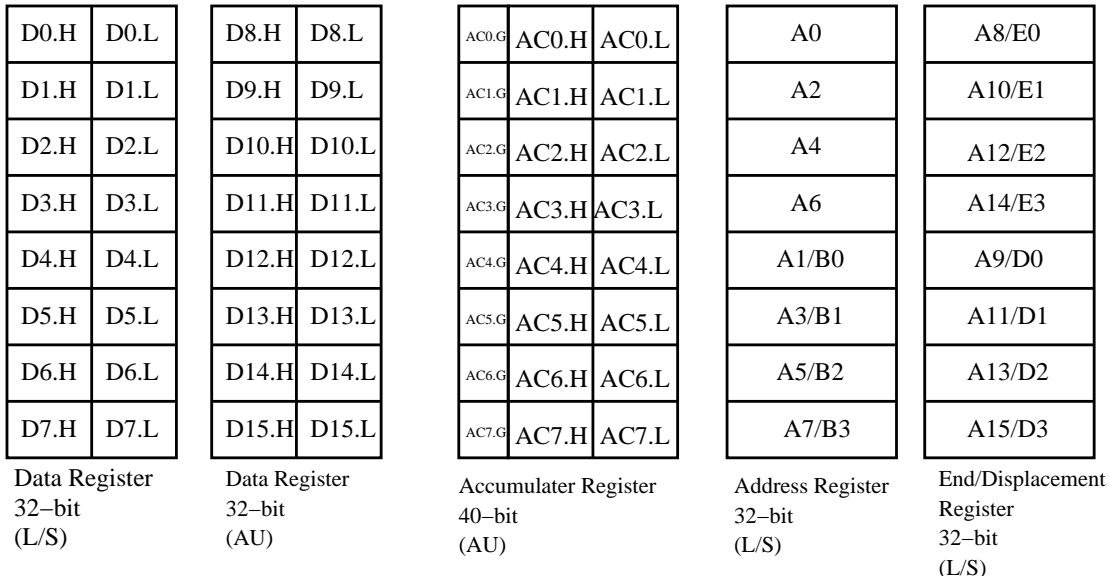 D0.H D0.L D8.H D8.L AC0.G AC0.H AC0.L A0 A8/E0
D1.H D1.L D9.H D9.L AC1.G AC1.H AC1.L A2 A10/E1
D2.H D2.L D10.H D10.L AC2.G AC2.H AC2.L A4 A12/E2
D3.H D3.L D11.H D11.L AC3.G AC3.H AC3.L A6 A14/E3
D4.H D4.L D12.H D12.L AC4.G AC4.H AC4.L A1/B0 A9/D0
D5.H D5.L D13.H D13.L AC5.G AC5.H AC5.L A3/B1 A11/D1
D6.H D6.L D14.H D14.L AC6.G AC6.H AC6.L A5/B2 A13/D2
D7.H D7.L D15.H D15.L AC7.G AC7.H AC7.L A7/B3 A15/D3
Data Register
32−bit
(L/S)
Data Register
32−bit
(AU)
Accumulater Register
40−bit
(AU)
Address Register
32−bit
(L/S)
End/Displacement
Register
32−bit
(L/S)